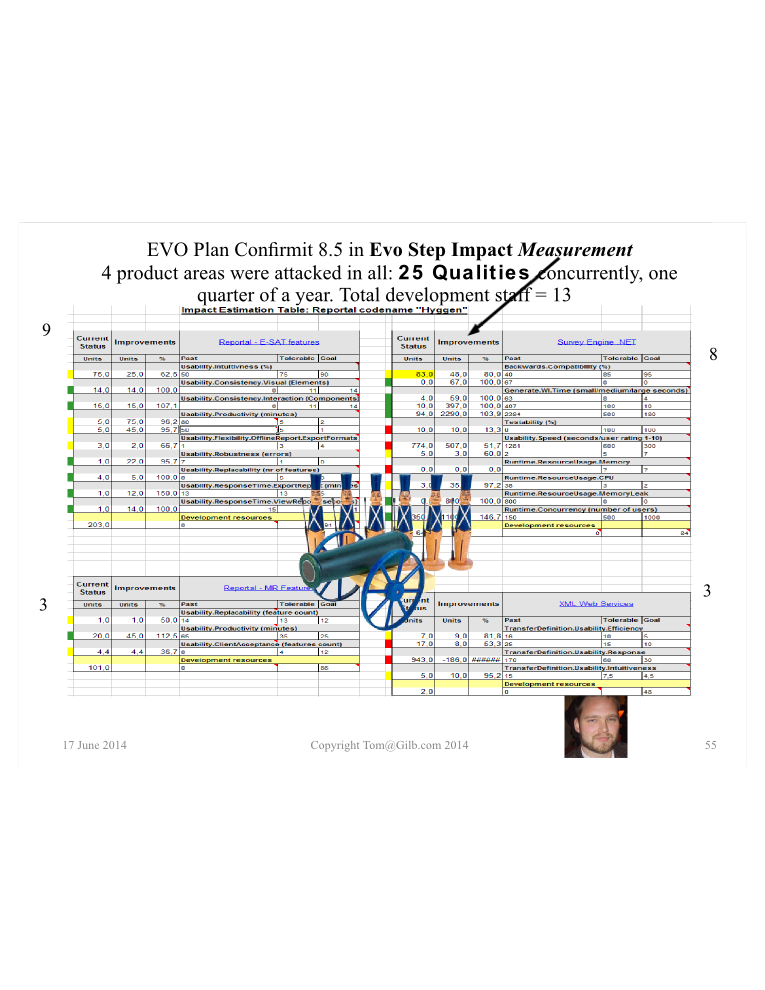 EVO Plan Confirmit 8.5 in Evo Step Impact Measurement
4 product areas were attacked in all: 25 Qualities concurrently, one
quarter of a year. Total development staff = 13
Impact Estimation Table: Reportal codename "Hyggen"
9
Current Status Improvements Reportal - E-SAT features
Units Units % Past Tolerable Goal
Usability.Intuitiveness (%)
75,0 25,0 62,5 50 75 90
Usability.Consistency.Visual (Elements)
14,0 14,0 100,0 0 11 14
Usability.Consistency.Interaction (Components)
15,0 15,0 107,1 0 11 14
Usability.Productivity (minutes)
5,0 75,0 96,2 80 5 2
5,0 45,0 95,7 50 5 1
Usability.Flexibility.OfflineReport.ExportFormats
3,0 2,0 66,7 1 3 4
Usability.Robustness (errors)
1,0 22,0 95,7 7 1 0
Usability.Replacability (nr of features)
4,0 5,0 100,0 8 5
Usability.ResponseTime.ExportReport (minutes
1,0 12,0 150,0 13 13
Usability.ResponseTime.ViewReport
1,0 14,0 100,0 15
Development resources
203,0 0 91
8
Current Status Improvements Survey Engine .NET
Units Units % Past Tolerable Goal
Backwards.Compatibility (%)
83,0 48,0 80,0 40 85 95
0,0 67,0 100,0 67 0 0
Generate.WI.Time (small/medium/large seconds)
4,0 59,0 100,0 63 8 4
10,0 397,0 100,0 407 100 10
94,0 2290,0 103,9 2384 500 180
Testability (%)
10,0 10,0 13,3 0 100 100
Usability.Speed (seconds/user rating 1-10)
774,0 507,0 51,7 1281 600 300
5,0 3,0 60,0 2 5 7
Runtime.ResourceUsage.Memory
0,0 0,0 0,0 ? ?
Runtime.ResourceUsage.CPU
3,0 35 97,2 38 3 2
Runtime.ResourceUsage.MemoryLeak
100,0 800 0 0
Runtime.Concurrency (number of users)
146,7 150 500 1000
Development resources
0 84
3
Current Status Improvements Reportal - MR Feature
Units Units % Past Tolerable Goal
Usability.Replacability (feature count)
1,0 1,0 50,0 14 13 12
Usability.Productivity (minutes)
20,0 45,0 112,5 65 35 25
Usability.ClientAcceptance (features count)
4,4 4,4 36,7 0 4 12
Development resources
101,0 0 86
3
Improvements XML Web Services
Units Units % Past Tolerable Goal
TransferDefinition.Usability.Efficiency
7,0 9,0 81,8 16 10 5
17,0 8,0 53,3 25 15 10
TransferDefinition.Usability.Response
943,0 -186,0 ###### 170 60 30
TransferDefinition.Usability.Intuitiveness
5,0 10,0 95,2 15 7,5 4,5
Development resources
2,0 0 48
17 June 2014
Copyright Tom@Gilb.com 2014
55